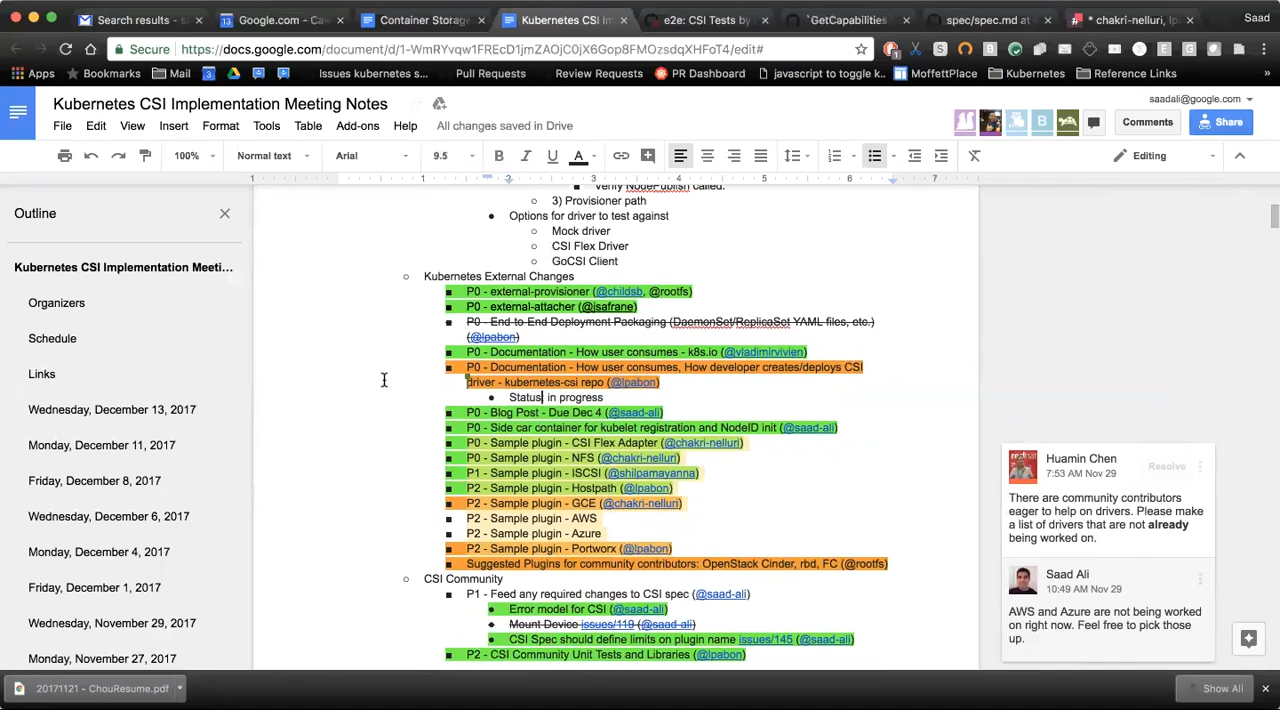 Search results - s
Google.com - Cale
Container Storage
Kubernetes CSI Im
e2e: CSI Tests by
`GetCapabilities
spec/spec.md at
* chakri-nelluri, lpa
Saad
Secure https://docs.google.com/document/d/1-WmRYvqw1FREcD1jmZAOjC0jX6Gop8FMOzsdqXHFoT4/edit#
Apps Bookmarks Mail Issues kubernetes s... Pull Requests Review Requests PR Dashboard javascript to toggle k... MoffettPlace Kubernetes Reference Links »
Kubernetes CSI Implementation Meeting Notes
saadali@google.com
File Edit View Insert Format Tools Table Add-ons Help All changes saved in Drive
B
Comments
Share
100% Normal text Arial 9.5 B I U A Editing
1 1 2 3 4 5 6 7
Outline
Kubernetes CSI Implementation Meeti...
Organizers
Schedule
Links
Wednesday, December 13, 2017
Monday, December 11, 2017
Friday, December 8, 2017
Wednesday, December 6, 2017
Monday, December 4, 2017
Friday, December 1, 2017
Wednesday, November 29, 2017
Monday, November 27, 2017
Verify NodePublish called.
3) Provisioner path
Options for driver to test against
Mock driver
CSI Flex Driver
GoCSI Client
Kubernetes External Changes
P0 - external-provisioner (@childsb, @rootfs)
P0 - external-attacher (@jsafrane)
P0 - End-to-End Deployment Packaging (DaemonSet/ReplicaSet YAML files, etc.)
(@lpabon)
P0 - Documentation - How user consumes - k8s.io (@vladimirvivien)
P0 - Documentation - How user consumes, How developer creates/deploys CSI
driver - kubernetes-csi repo (@lpabon)
Status in progress
P0 - Blog Post - Due Dec 4 (@saad-ali)
P0 - Side car container for kubelet registration and NodeID init (@saad-ali)
P0 - Sample plugin - CSI Flex Adapter (@chakri-nelluri)
P0 - Sample plugin - NFS (@chakri-nelluri)
P1 - Sample plugin - ISCSI (@shilpamayanna)
P2 - Sample plugin - Hostpath (@lpabon)
P2 - Sample plugin - GCE (@chakri-nelluri)
P2 - Sample plugin - AWS
P2 - Sample plugin - Azure
P2 - Sample plugin - Portworx (@lpabon)
Suggested Plugins for community contributors: OpenStack Cinder, rbd, FC (@rootfs)
CSI Community
P1 - Feed any required changes to CSI spec (@saad-ali)
Error model for CSI (@saad-ali)
Mount Device issues/119 (@saad-ali)
CSI Spec should define limits on plugin name issues/145 (@saad-ali)
P2 - CSI Community Unit Tests and Libraries (@lpabon)
Huamin Chen
7:53 AM Nov 29
Resolve
There are community contributors
eager to help on drivers. Please make
a list of drivers that are not already
being worked on.
Saad Ali
10:49 AM Nov 29
AWS and Azure are not being worked
on right now. Feel free to pick those
up.
20171121 - ChouResume.pdf
Show All